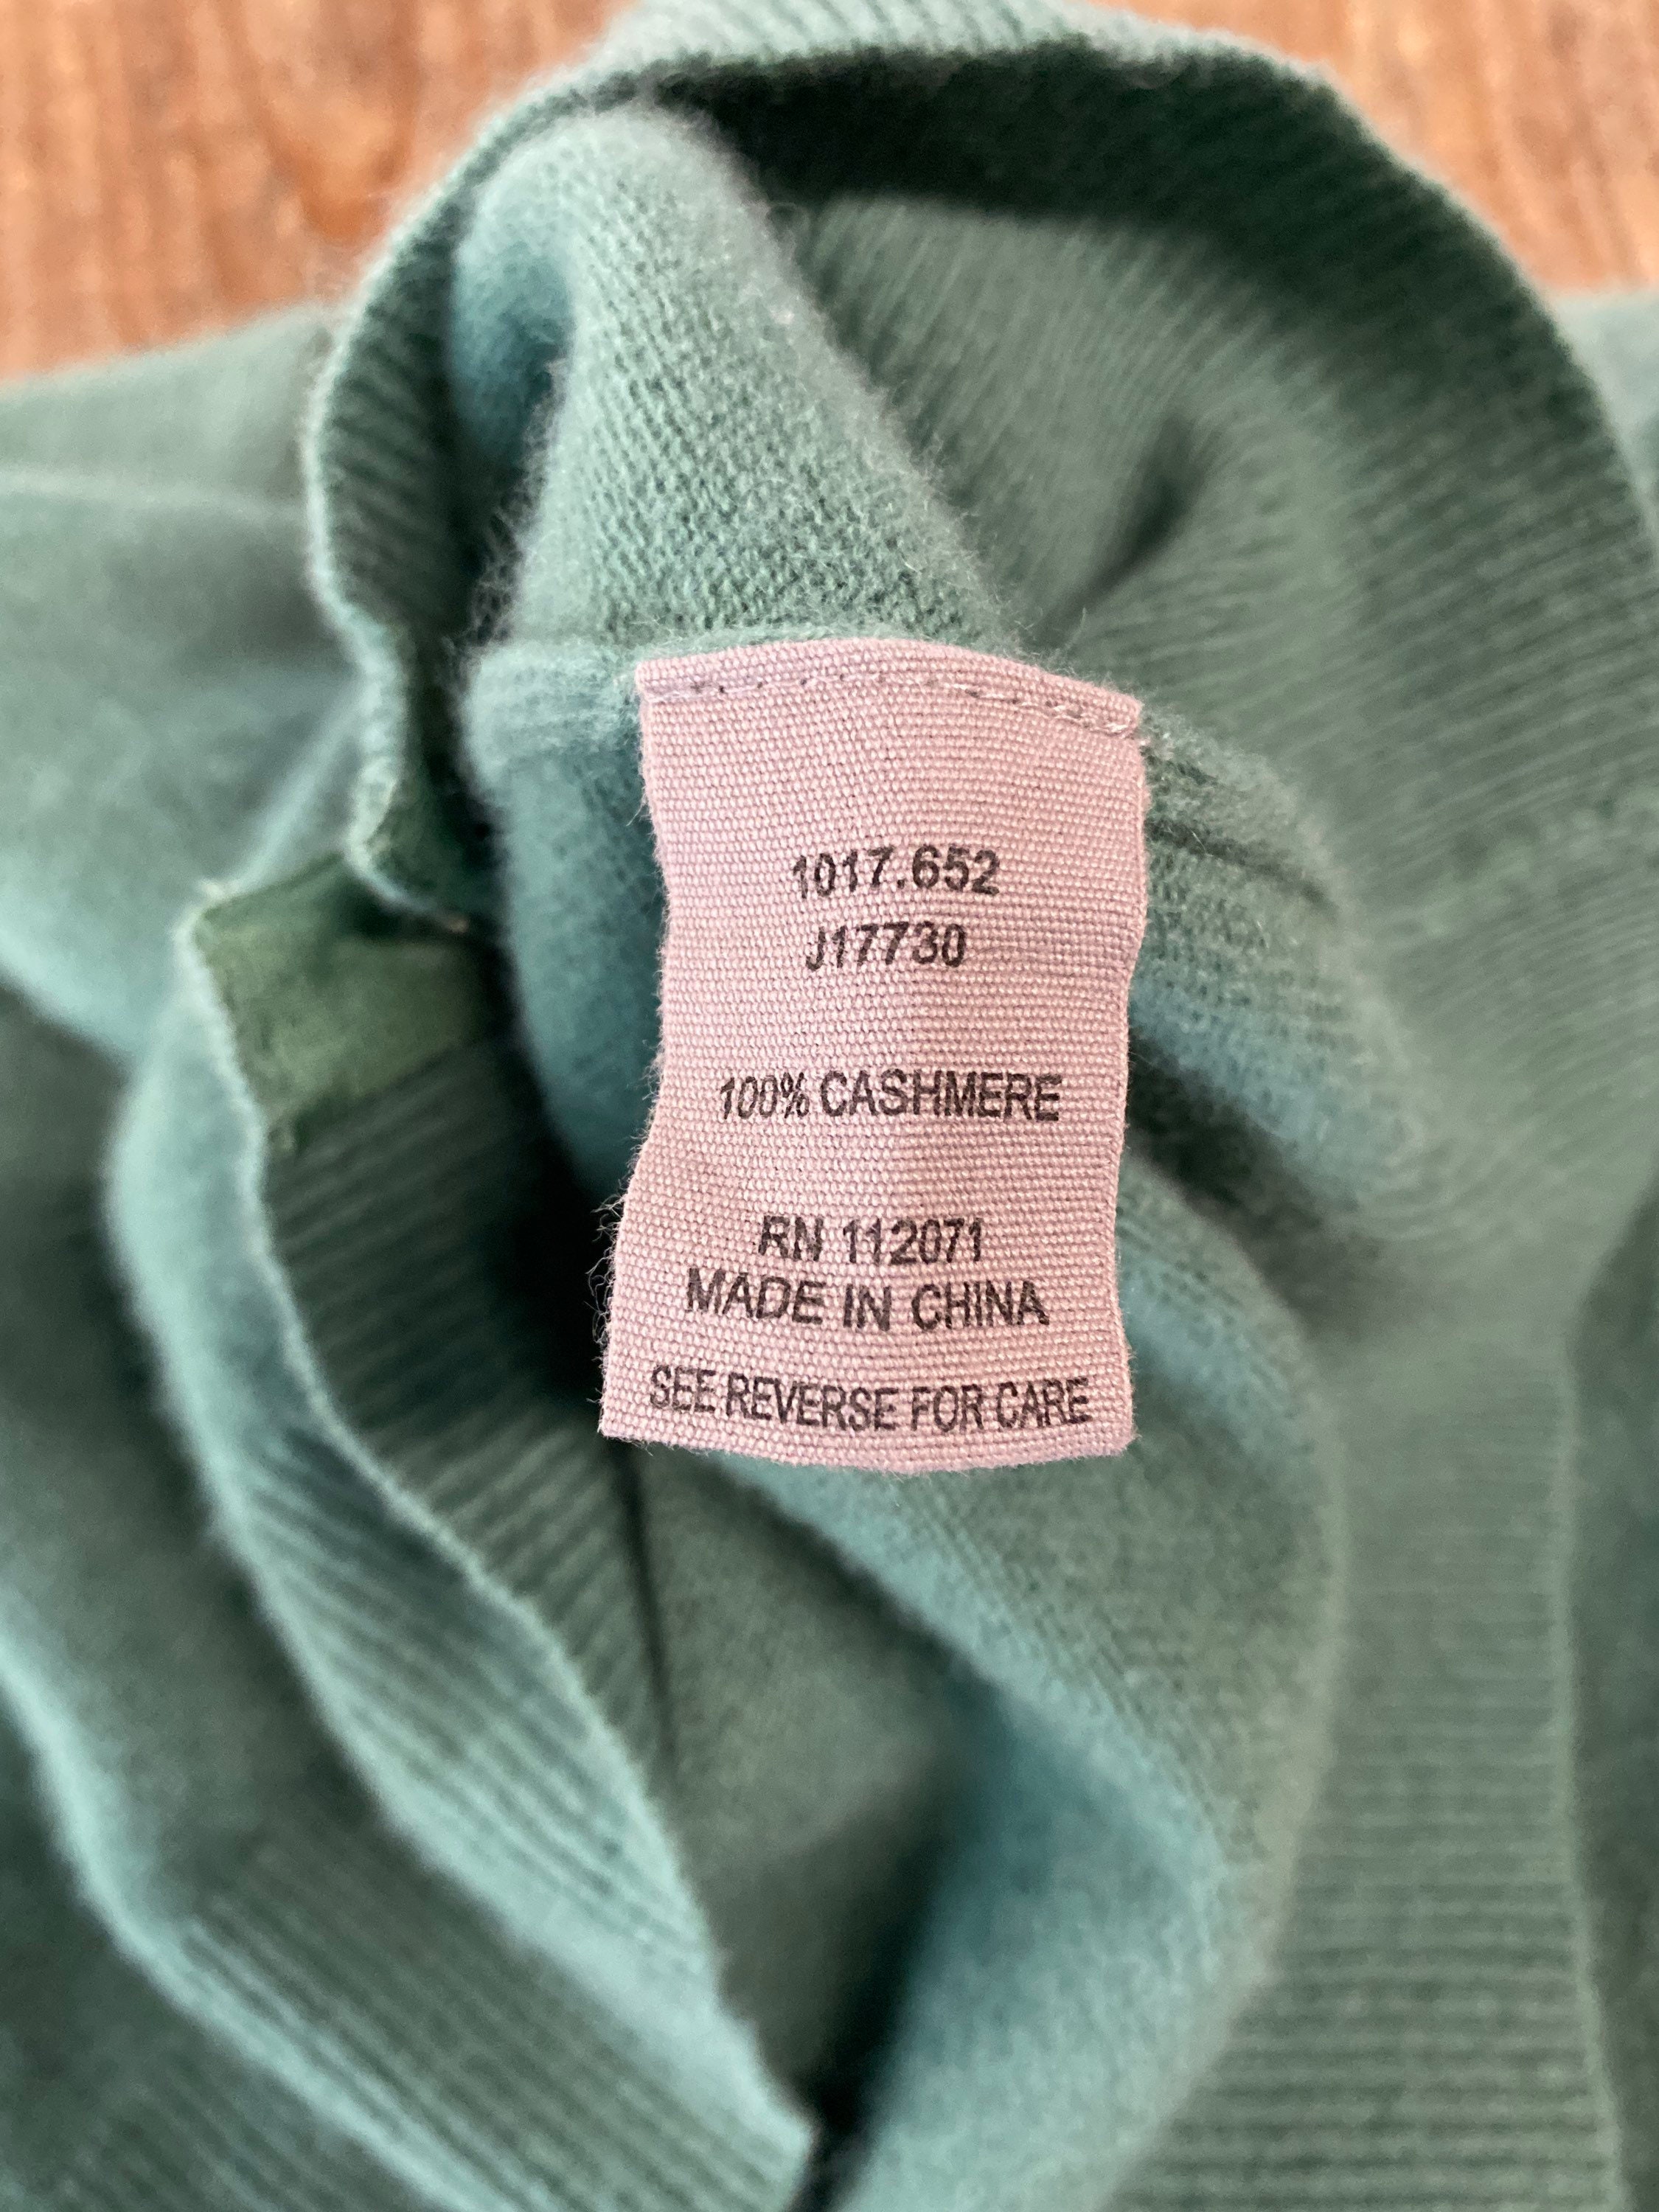 1017.652
J17730
100% CASHMERE
RN 112071
MADE IN CHINA
SEE REVERSE FOR CARE